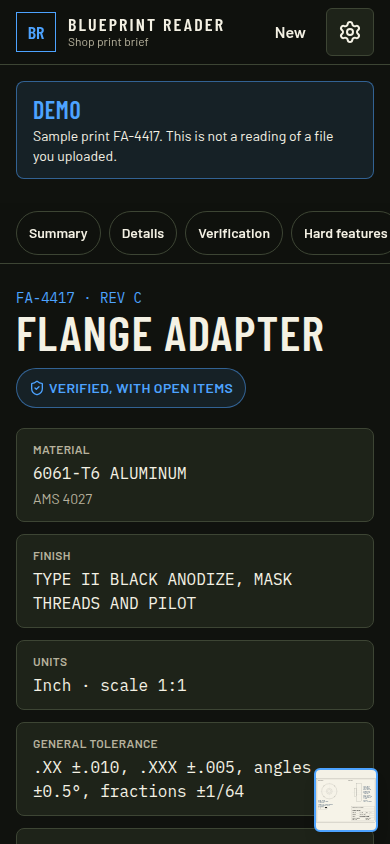 BR
BLUEPRINT READER
Shop print brief
New
DEMO
Sample print FA-4417. This is not a reading of a file
you uploaded.
Summary
Details
Verification
Hard features
FA-4417 · REV C
FLANGE ADAPTER
VERIFIED, WITH OPEN ITEMS
MATERIAL
6061-T6 ALUMINUM
AMS 4027
FINISH
TYPE II BLACK ANODIZE, MASK
THREADS AND PILOT
UNITS
Inch · scale 1:1
GENERAL TOLERANCE
.XX ±.010, .XXX ±.005, angles
±0.5°, fractions ±1/64